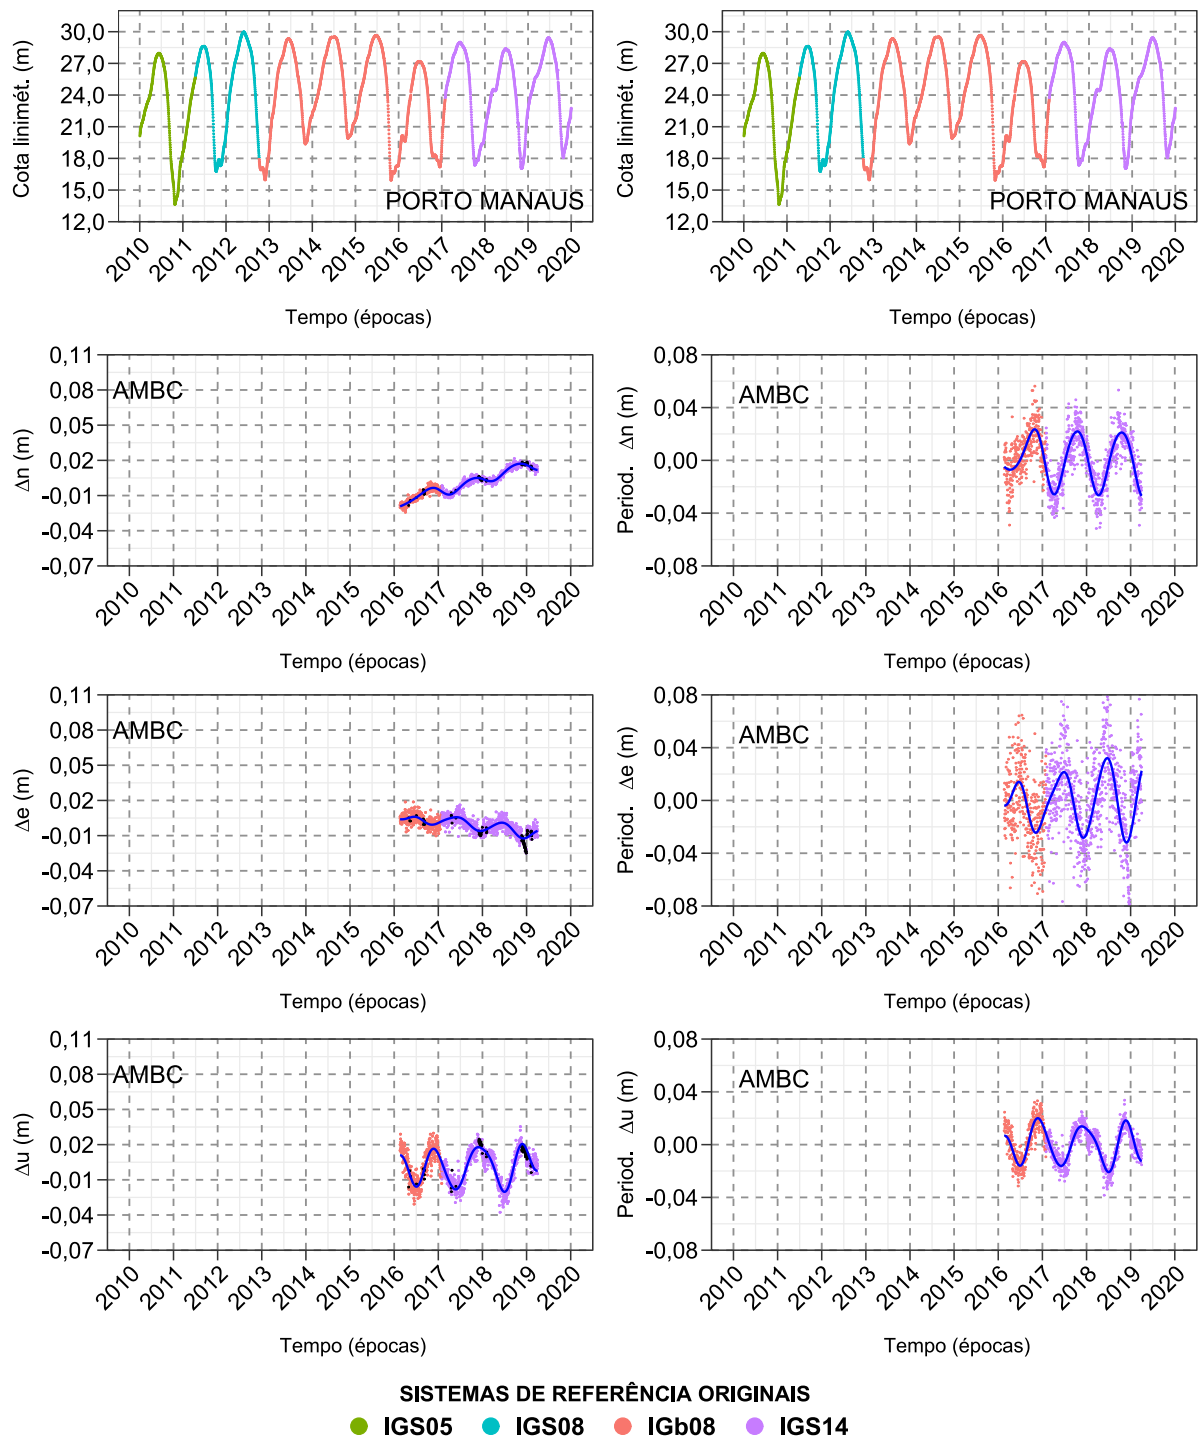 30,0
27,0
24,0
21,0
18,0
15,0
12,0
Cota linimét. (m)
PORTO MANAUS
2010 2011 2012 2013 2014 2015 2016 2017 2018 2019 2020
Tempo (épocas)
30,0
27,0
24,0
21,0
18,0
15,0
12,0
Cota linimét. (m)
PORTO MANAUS
2010 2011 2012 2013 2014 2015 2016 2017 2018 2019 2020
Tempo (épocas)
0,11
0,08
0,05
0,02
-0,01
-0,04
-0,07
Δn (m)
AMBC
2010 2011 2012 2013 2014 2015 2016 2017 2018 2019 2020
Tempo (épocas)
0,08
0,04
0,00
-0,04
-0,08
Period. Δn (m)
AMBC
2010 2011 2012 2013 2014 2015 2016 2017 2018 2019 2020
Tempo (épocas)
0,11
0,08
0,05
0,02
-0,01
-0,04
-0,07
Δe (m)
AMBC
2010 2011 2012 2013 2014 2015 2016 2017 2018 2019 2020
Tempo (épocas)
0,08
0,04
0,00
-0,04
-0,08
Period. Δe (m)
AMBC
2010 2011 2012 2013 2014 2015 2016 2017 2018 2019 2020
Tempo (épocas)
0,11
0,08
0,05
0,02
-0,01
-0,04
-0,07
Δu (m)
AMBC
2010 2011 2012 2013 2014 2015 2016 2017 2018 2019 2020
Tempo (épocas)
0,08
0,04
0,00
-0,04
-0,08
Period. Δu (m)
AMBC
2010 2011 2012 2013 2014 2015 2016 2017 2018 2019 2020
Tempo (épocas)
SISTEMAS DE REFERÊNCIA ORIGINAIS
IGS05 IGS08 IGb08 IGS14